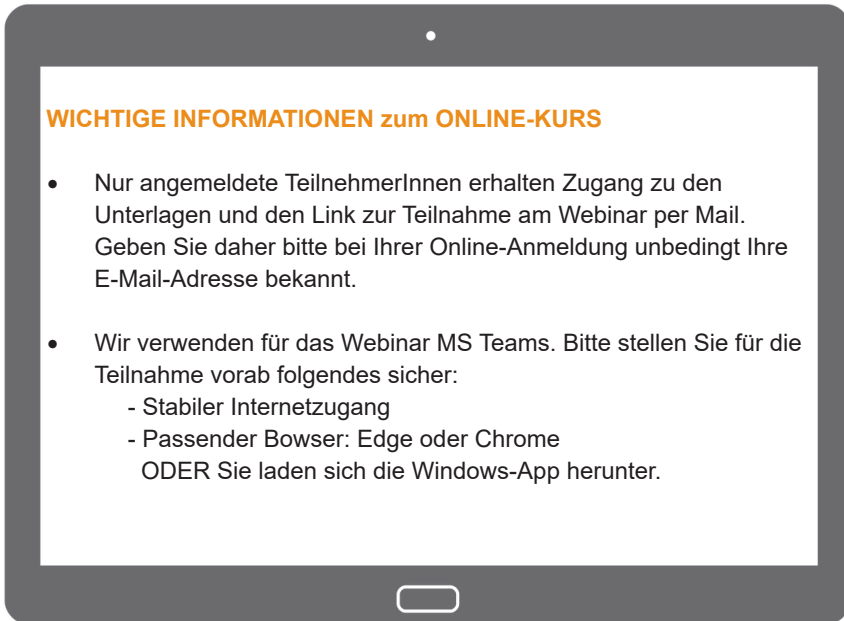 WICHTIGE INFORMATIONEN zum ONLINE-KURS
• Nur angemeldete TeilnehmerInnen erhalten Zugang zu den
Unterlagen und den Link zur Teilnahme am Webinar per Mail.
Geben Sie daher bitte bei Ihrer Online-Anmeldung unbedingt Ihre
E-Mail-Adresse bekannt.
• Wir verwenden für das Webinar MS Teams. Bitte stellen Sie für die
Teilnahme vorab folgendes sicher:
- Stabiler Internetzugang
- Passender Bowser: Edge oder Chrome
ODER Sie laden sich die Windows-App herunter.